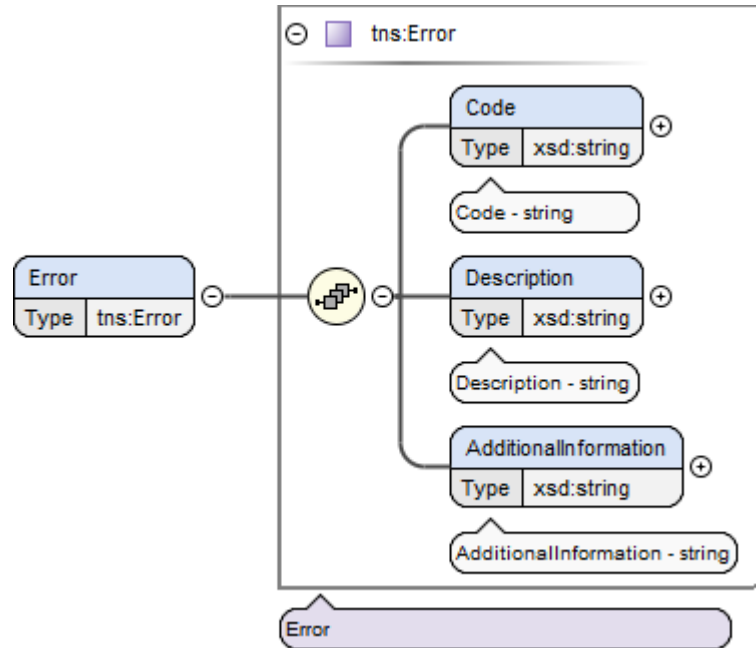 tns:Error
Code
Type xsd:string
Code - string
Error
Type tns:Error
Description
Type xsd:string
Description - string
AdditionalInformation
Type xsd:string
AdditionalInformation - string
Error